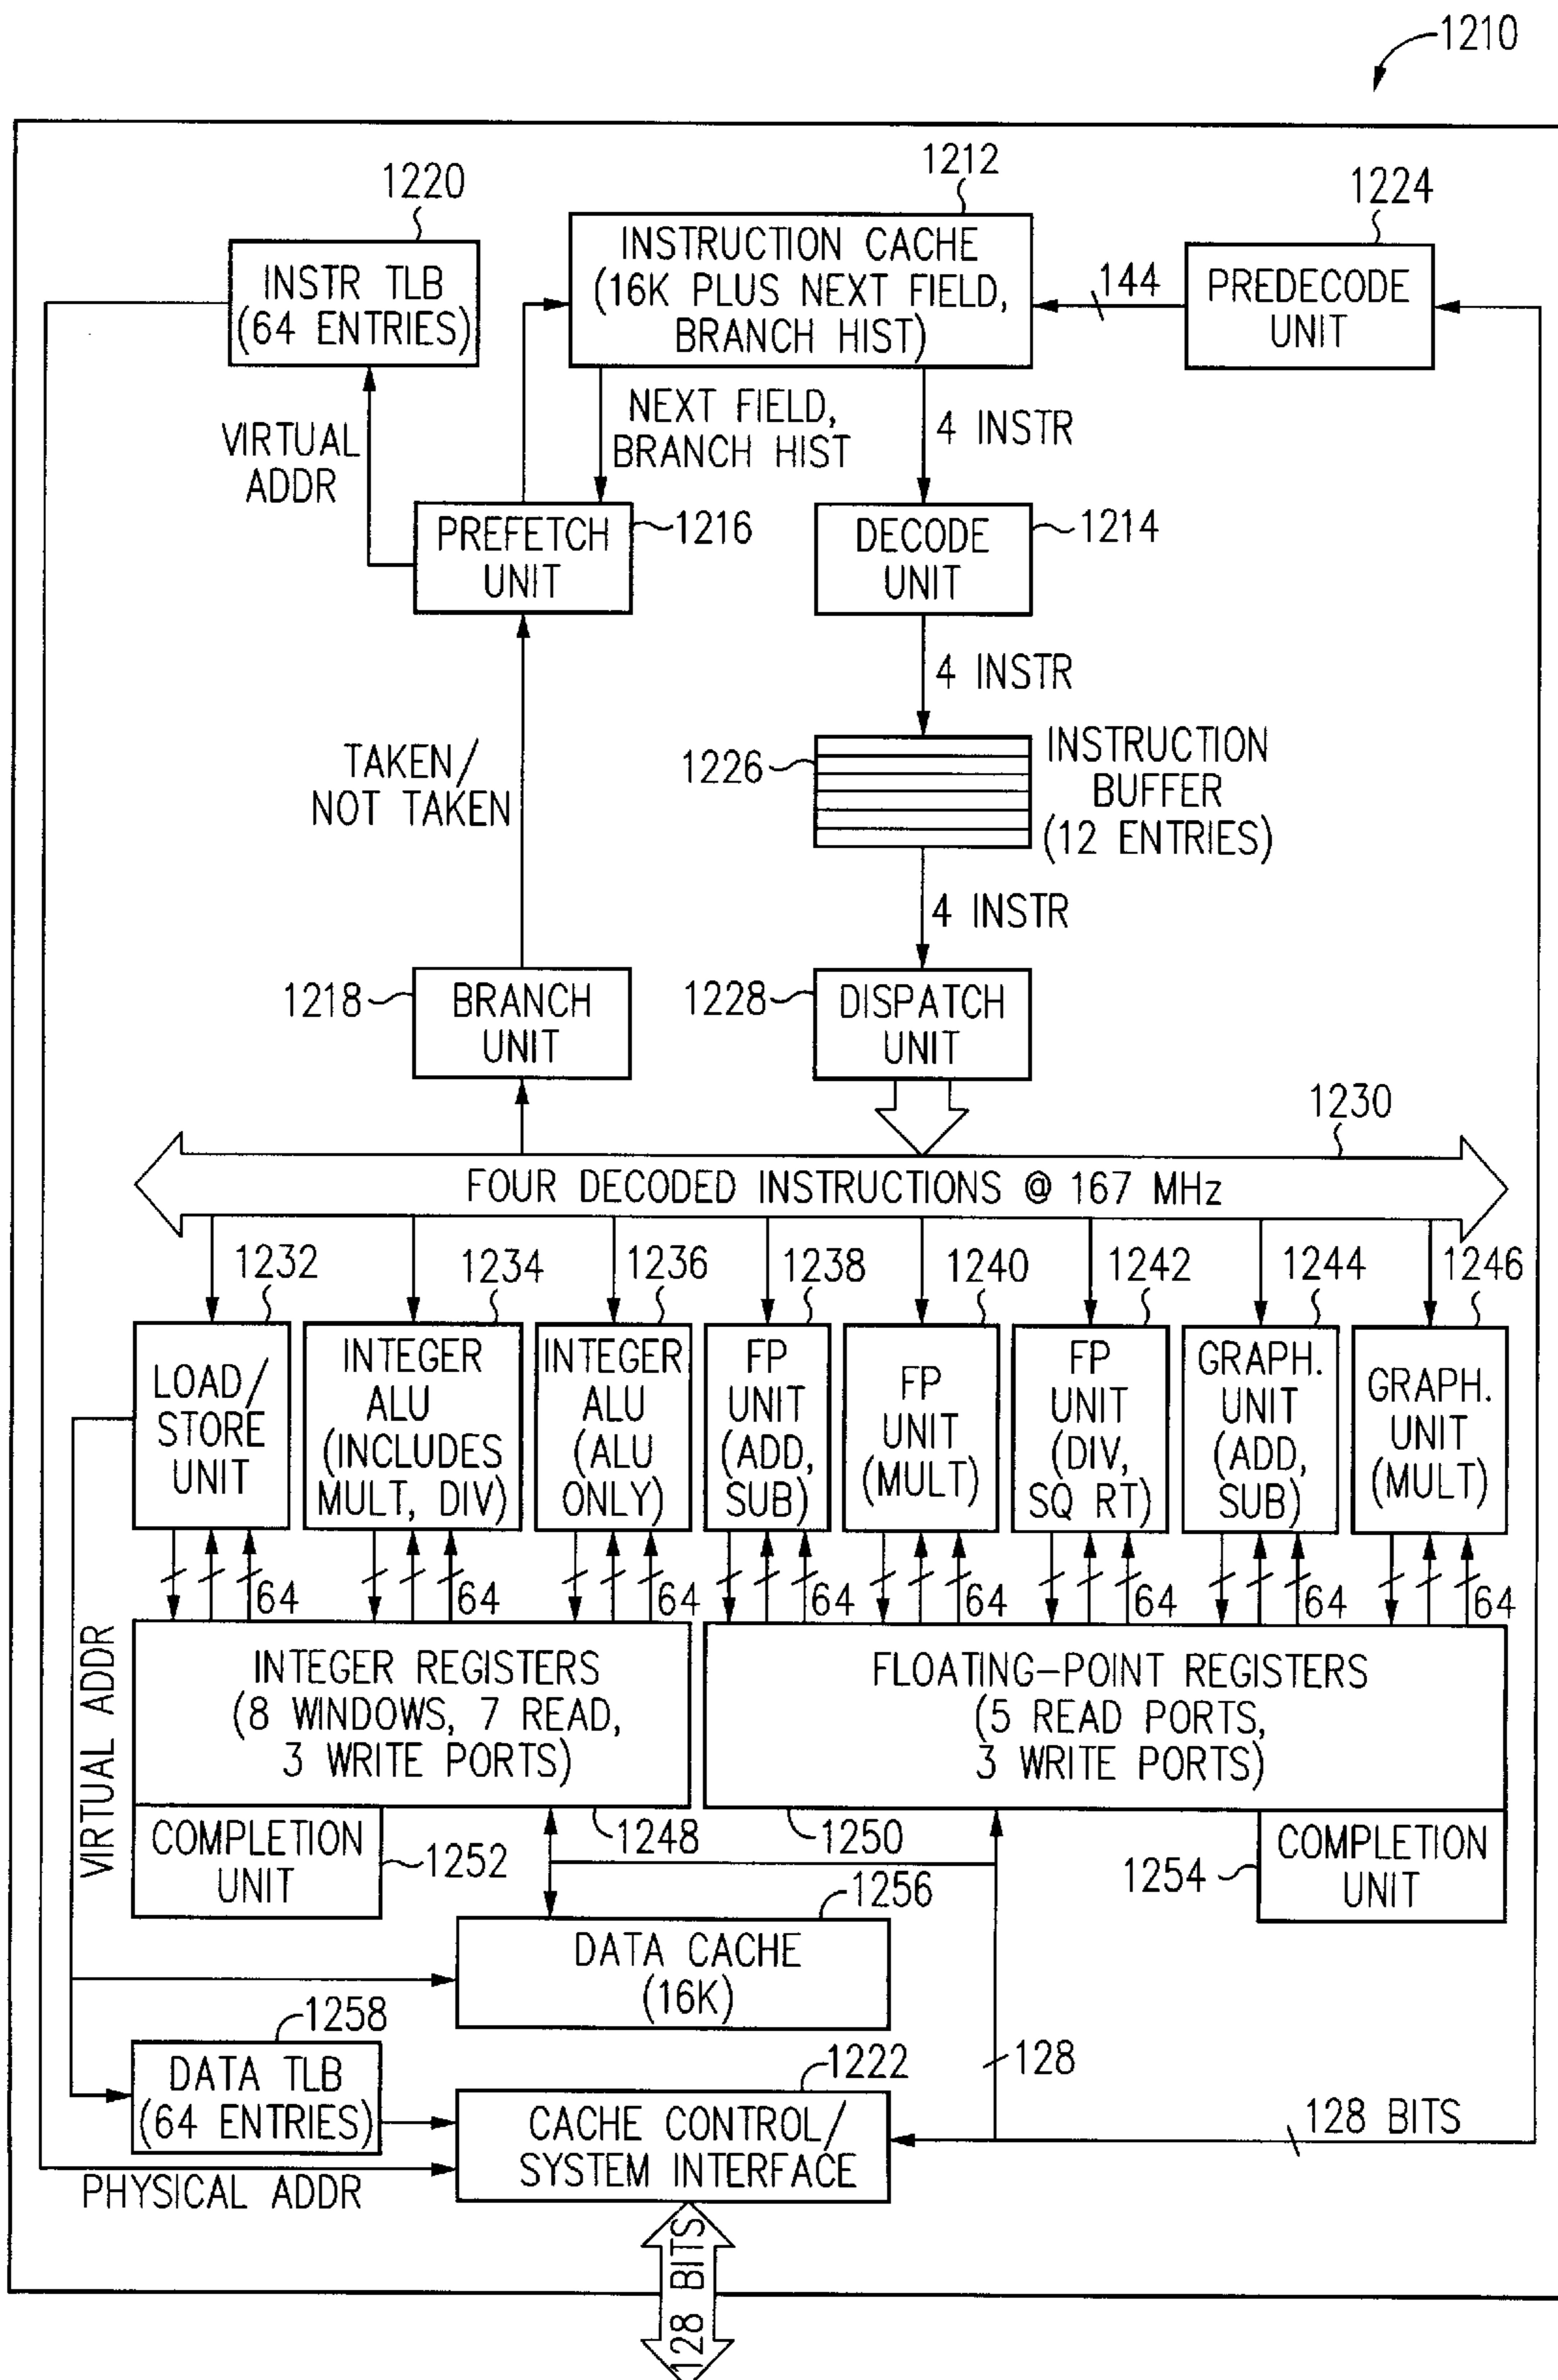 1210
1220
INSTR TLB
(64 ENTRIES)
1212
INSTRUCTION CACHE
(16K PLUS NEXT FIELD,
BRANCH HIST)
144
1224
PREDECODE
UNIT
VIRTUAL
ADDR
NEXT FIELD,
BRANCH HIST
4 INSTR
PREFETCH
UNIT
1216
DECODE
UNIT
1214
4 INSTR
TAKEN/
NOT TAKEN
1226
INSTRUCTION
BUFFER
(12 ENTRIES)
4 INSTR
1218
BRANCH
UNIT
1228
DISPATCH
UNIT
1230
FOUR DECODED INSTRUCTIONS @ 167 MHz
1232
LOAD/
STORE
UNIT
1234
INTEGER
ALU
(INCLUDES
MULT, DIV)
1236
INTEGER
ALU
(ALU
ONLY)
1238
FP
UNIT
(ADD,
SUB)
1240
FP
UNIT
(MULT)
1242
FP
UNIT
(DIV,
SQ RT)
1244
GRAPH.
UNIT
(ADD,
SUB)
1246
GRAPH.
UNIT
(MULT)
64
64
64
64
64
64
64
64
VIRTUAL ADDR
INTEGER REGISTERS
(8 WINDOWS, 7 READ,
3 WRITE PORTS)
FLOATING-POINT REGISTERS
(5 READ PORTS,
3 WRITE PORTS)
COMPLETION
UNIT
1252
1248
1250
1254
COMPLETION
UNIT
1256
DATA CACHE
(16K)
1258
DATA TLB
(64 ENTRIES)
1222
CACHE CONTROL/
SYSTEM INTERFACE
128
128 BITS
PHYSICAL ADDR
128 BITS